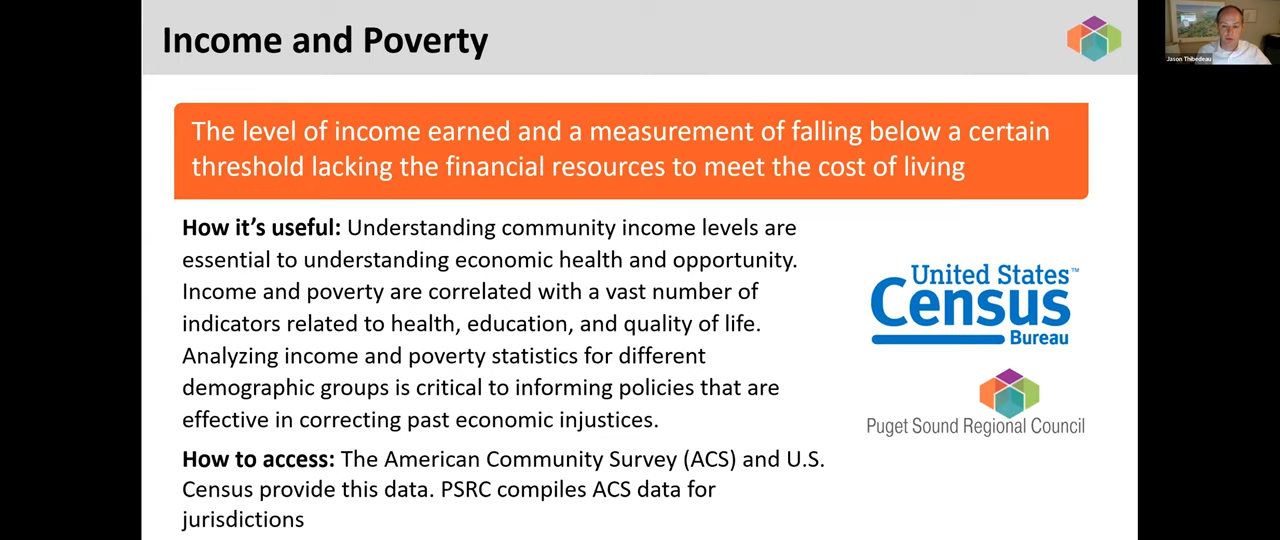 Income and Poverty
Jason Thibedeau
The level of income earned and a measurement of falling below a certain
threshold lacking the financial resources to meet the cost of living
How it's useful: Understanding community income levels are
essential to understanding economic health and opportunity.
Income and poverty are correlated with a vast number of
indicators related to health, education, and quality of life.
Analyzing income and poverty statistics for different
demographic groups is critical to informing policies that are
effective in correcting past economic injustices.
How to access: The American Community Survey (ACS) and U.S.
Census provide this data. PSRC compiles ACS data for
jurisdictions
United States™
Census
Bureau
Puget Sound Regional Council